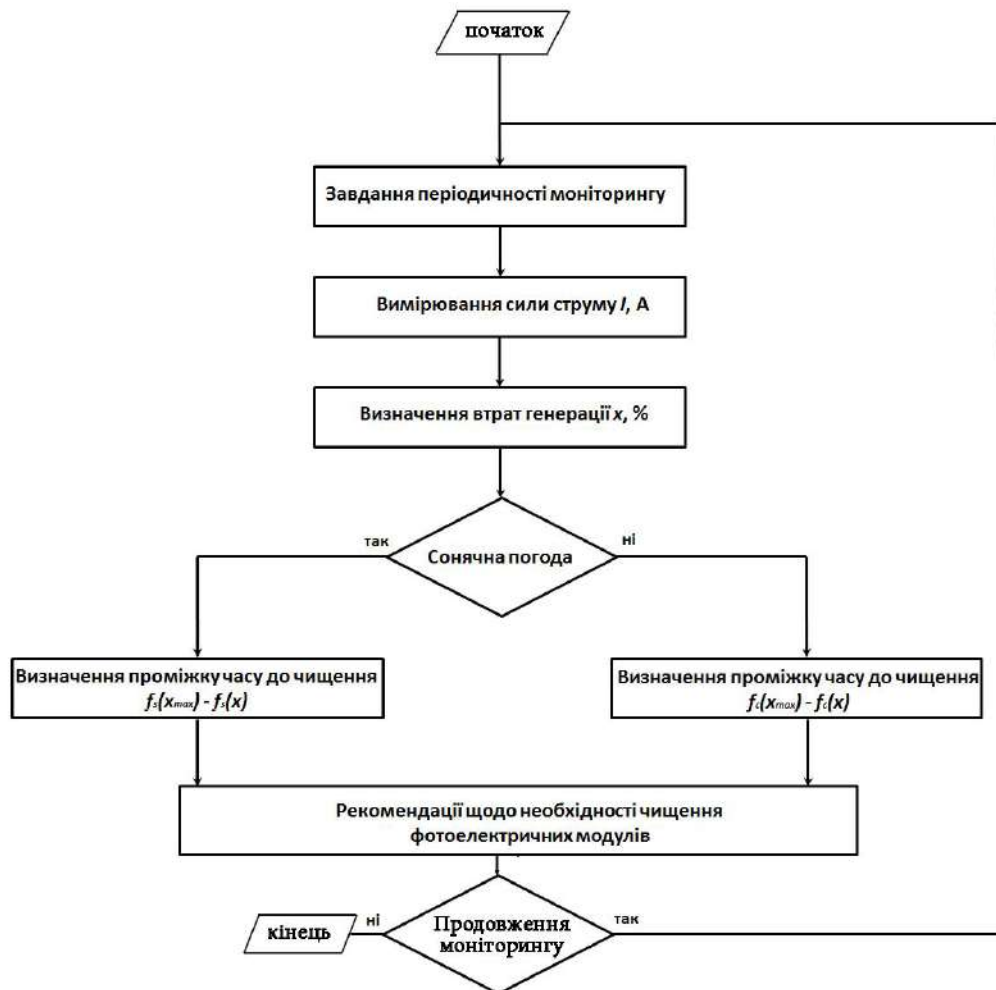 початок
Завдання періодичності моніторингу
Вимірювання сили струму I, А
Визначення втрат генерації x, %
так
ні
Сонячна погода
Визначення проміжку часу до чищення
fs(xmax) - fs(x)
Визначення проміжку часу до чищення
fc(xmax) - fc(x)
Рекомендації щодо необхідності чищення
фотоелектричних модулів
ні
так
кінець
Продовження
моніторингу